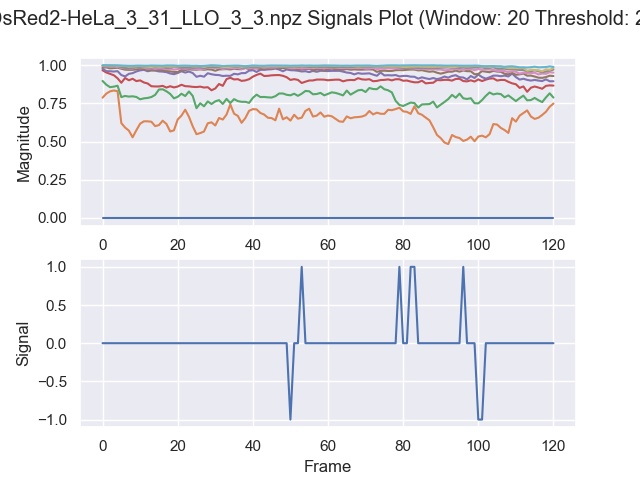 sRed2-HeLa_3_31_LLO_3_3.npz Signals Plot (Window: 20 Threshold:
1.00
0.75
0.50
0.25
0.00
Magnitude
0 20 40 60 80 100 120
1.0
0.5
0.0
−0.5
−1.0
Signal
0 20 40 60 80 100 120
Frame